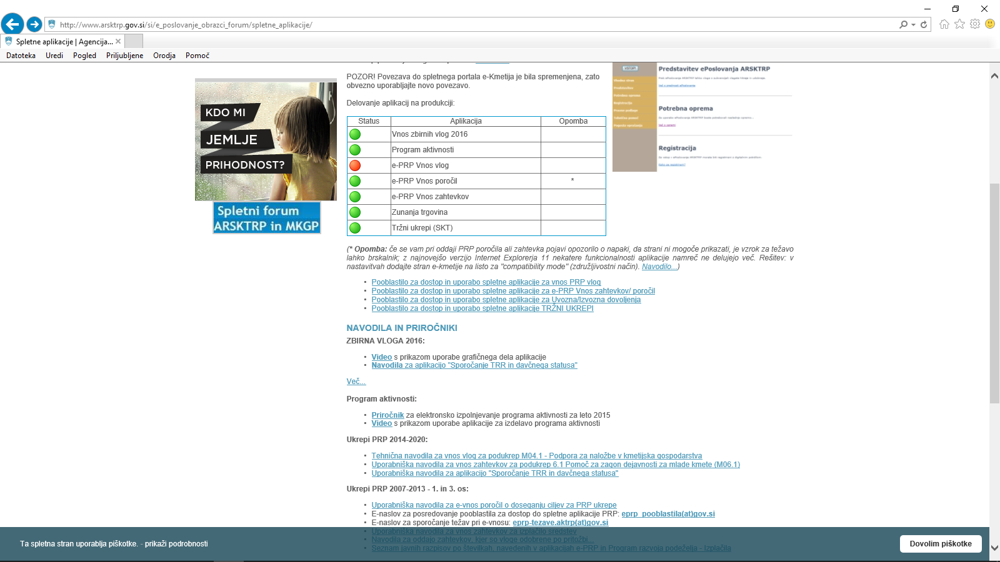 http://www.arsktrp.gov.si/si/e_poslovanje_obrazci_forum/spletne_aplikacije/
Spletne aplikacije | Agencija...
Datoteka Uredi Pogled Priljubljene Orodja Pomoč
KDO MI
JEMLJE
PRIHODNOST?
Spletni forum
ARSKTRP in MKGP
POZOR! Povezava do spletnega portala e-Kmetija je bila spremenjena, zato
obvezno uporabljajte novo povezavo.
Delovanje aplikacij na produkciji:
Status Aplikacija Opomba
Vnos zbirnih vlog 2016
Program aktivnosti
e-PRP Vnos vlog
e-PRP Vnos poročil *
e-PRP Vnos zahtevkov
Zunanja trgovina
Tržni ukrepi (SKT)
Predstavitev ePoslovanja ARSKTRP
Potrebna oprema
Registracija
(* Opomba: če se vam pri oddaji PRP poročila ali zahtevka pojavi opozorilo o napaki, da strani ni mogoče prikazati, je vzrok za težavo
lahko brskalnik; z najnovejšo verzijo Internet Explorerja 11 nekatere funkcionalnosti aplikacije namreč ne delujejo več. Rešitev: v
nastavitvah dodajte stran e-kmetije na listo za "compatibility mode" (združljivostni način). Navodilo...)
• Pooblastilo za dostop in uporabo spletne aplikacije za vnos PRP vlog
• Pooblastilo za dostop in uporabo spletne aplikacije za e-PRP Vnos zahtevkov/ poročil
• Pooblastilo za dostop in uporabo spletne aplikacije za Uvozna/Izvozna dovoljenja
• Pooblastilo za dostop in uporabo spletne aplikacije TRŽNI UKREPI
NAVODILA IN PRIROČNIKI
ZBIRNA VLOGA 2016:
• Video s prikazom uporabe grafičnega dela aplikacije
• Navodila za aplikacijo "Sporočanje TRR in davčnega statusa"
Več...
Program aktivnosti:
• Priročnik za elektronsko izpolnjevanje programa aktivnosti za leto 2015
• Video s prikazom uporabe aplikacije za izdelavo programa aktivnosti
Ukrepi PRP 2014-2020:
• Tehnična navodila za vnos vlog za podukrep M04.1 - Podpora za naložbe v kmetijska gospodarstva
• Uporabniška navodila za vnos zahtevkov za podukrep 6.1 Pomoč za zagon dejavnosti za mlade kmete (M06.1)
• Uporabniška navodila za aplikacijo "Sporočanje TRR in davčnega statusa"
Ukrepi PRP 2007-2013 - 1. in 3. os:
• Uporabniška navodila za e-vnos poročil o doseganju ciljev za PRP ukrepe
• E-naslov za posredovanje pooblastila za dostop do spletne aplikacije PRP: eprp_pooblastila(at)gov.si
• E-naslov za sporočanje težav pri e-vnosu: eprp-tezave.aktrp(at)gov.si
• Uporabniška navodila za vnos zahtevkov za izplačilo sredstev
• Navodila za oddajo zahtevkov, kjer so vloge odobrene po pritožbi...
• Seznam javnih razpisov po številkah, navedenih v aplikacijah e-PRP in Program razvoja podeželja - Izplačila
Ta spletna stran uporablja piškotke. - prikaži podrobnosti
Dovolim piškotke